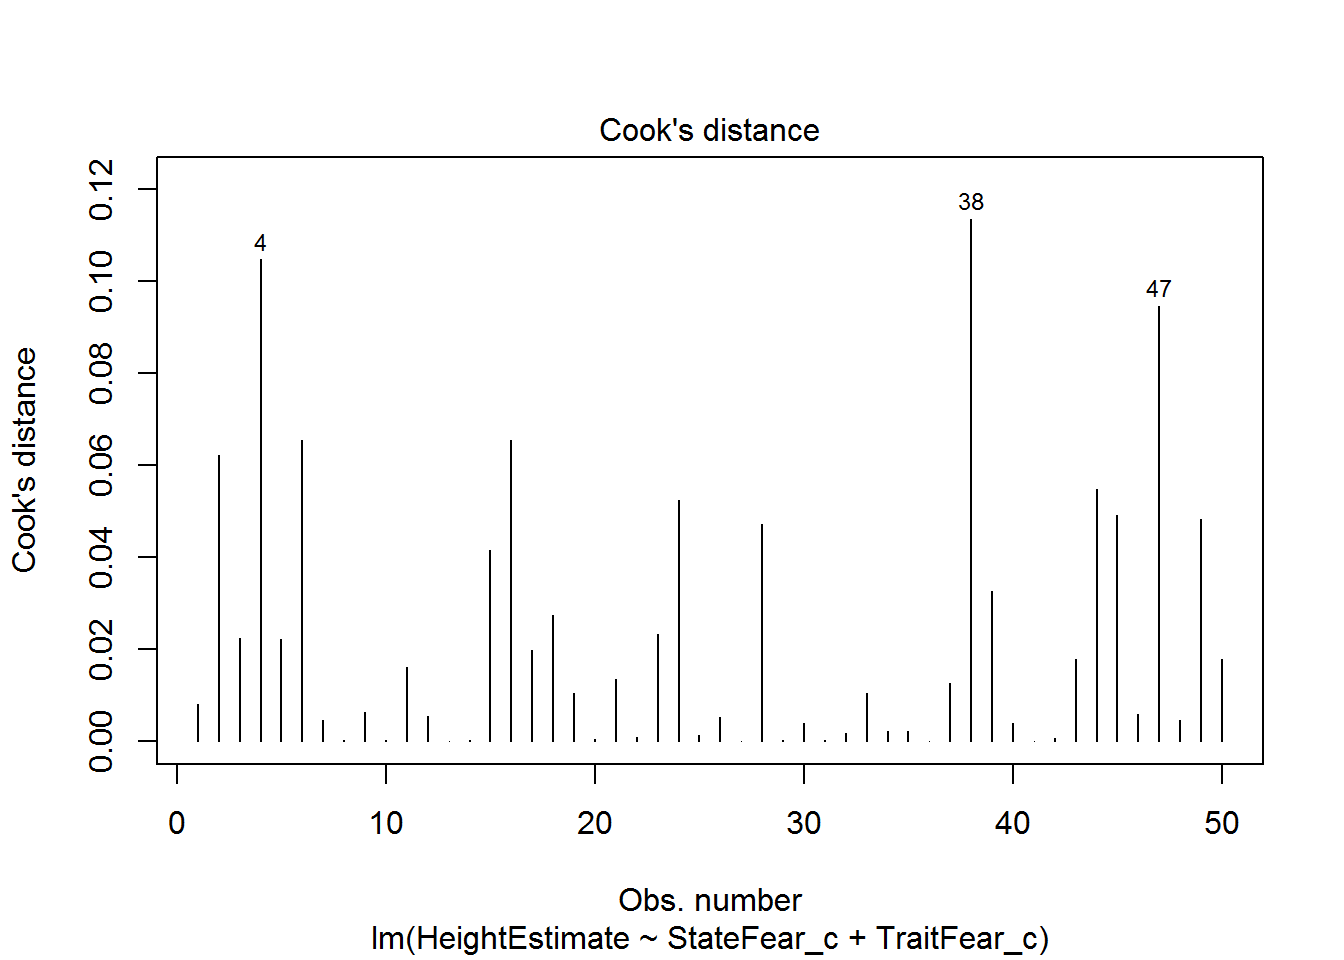 Cook's distance
0.12
0.10
0.08
0.06
0.04
0.02
0.00
Cook's distance
4
38
47
0 10 20 30 40 50
Obs. number
lm(HeightEstimate ~ StateFear_c + TraitFear_c)